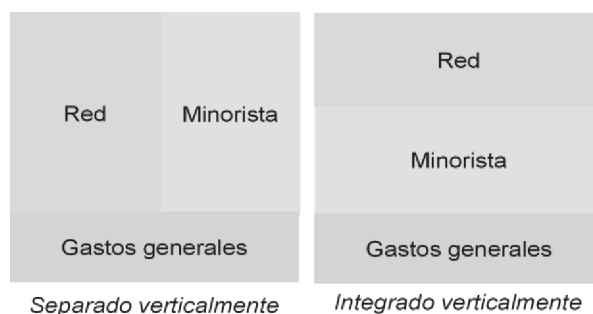 Red
Minorista
Gastos generales
Separado verticalmente
Red
Minorista
Gastos generales
Integrado verticalmente